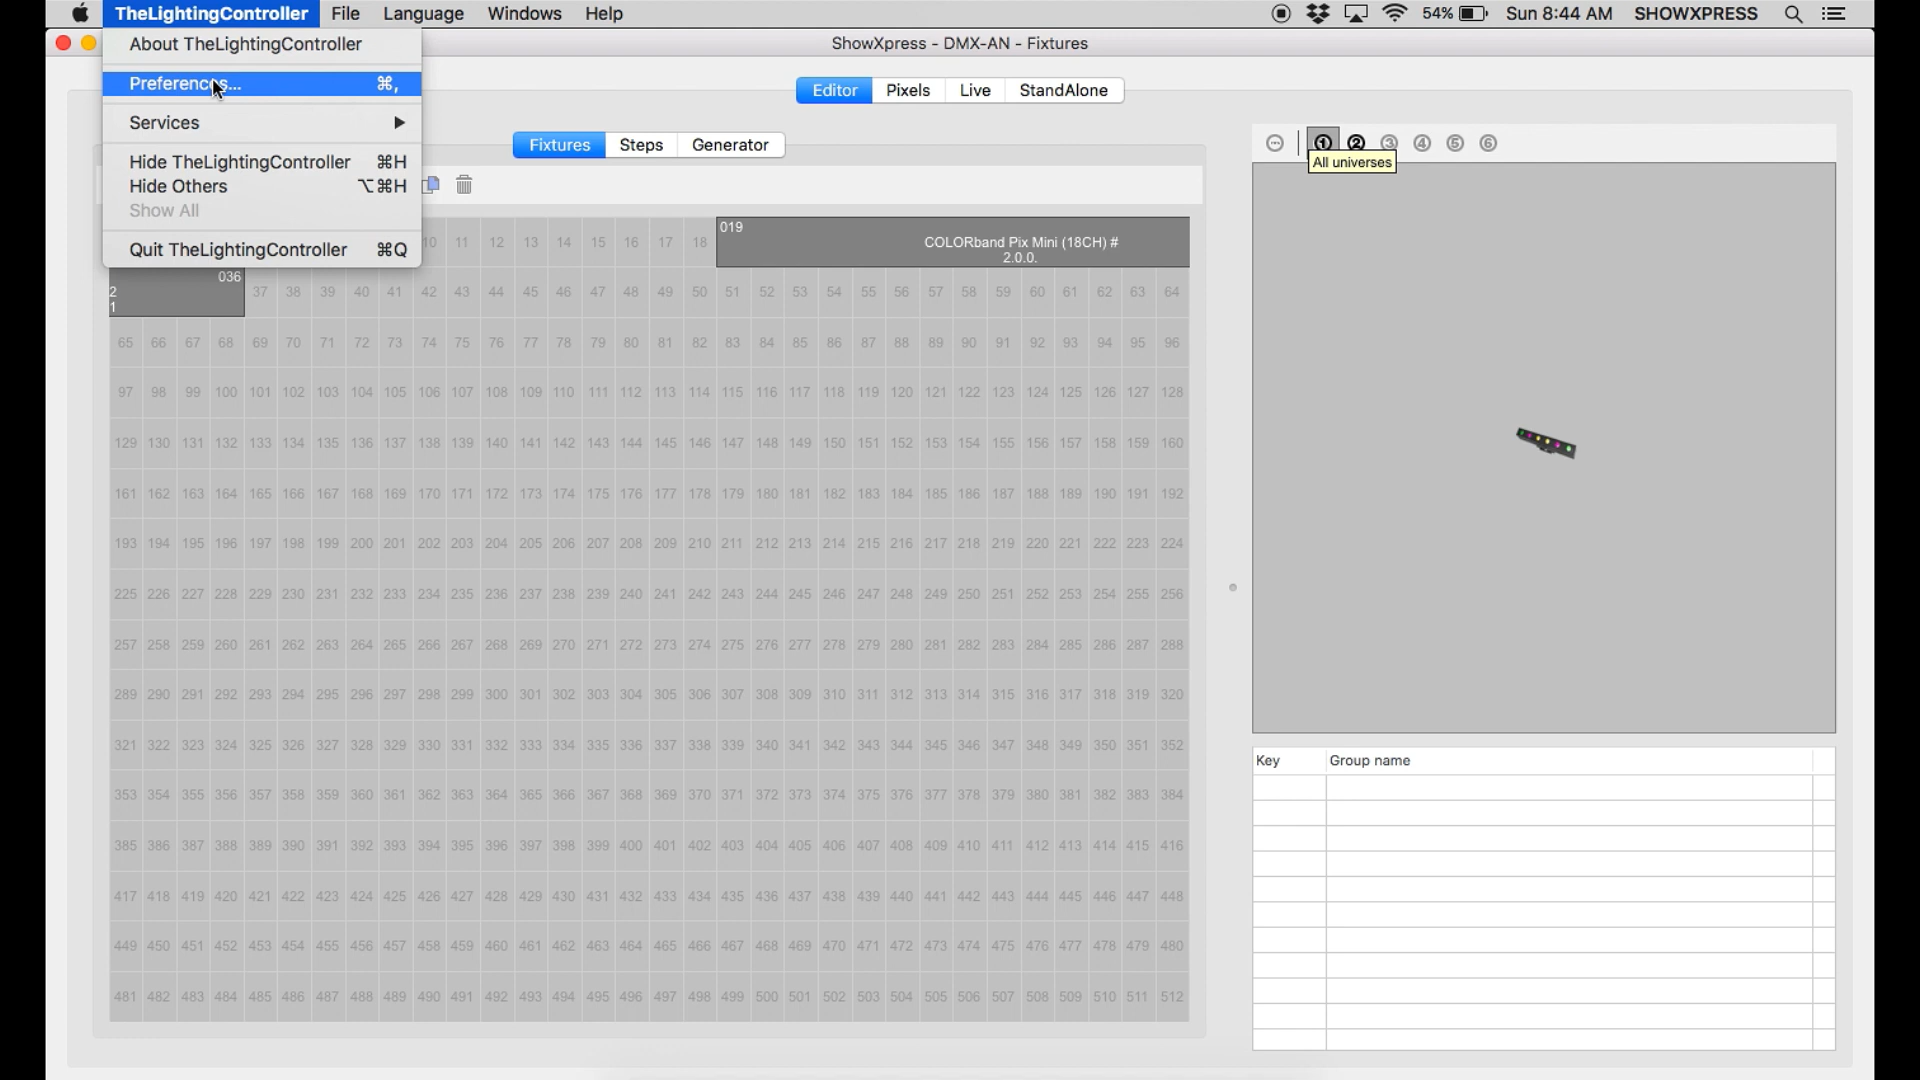 TheLightingController File Language Windows Help 54% Sun 8:44 AM SHOWXPRESS
ShowXpress - DMX-AN - Fixtures
About TheLightingController
Preferences... ⌘,
Services ▶
Hide TheLightingController ⌘H
Hide Others ⌥⌘H
Show All
Quit TheLightingController ⌘Q
Editor Pixels Live StandAlone
Fixtures Steps Generator
1 2 3 4 5 6
All universes
10 11 12 13 14 15 16 17 18 019
COLORband Pix Mini (18CH) #
2.0.0.
036
2
1
37 38 39 40 41 42 43 44 45 46 47 48 49 50 51 52 53 54 55 56 57 58 59 60 61 62 63 64
65 66 67 68 69 70 71 72 73 74 75 76 77 78 79 80 81 82 83 84 85 86 87 88 89 90 91 92 93 94 95 96
97 98 99 100 101 102 103 104 105 106 107 108 109 110 111 112 113 114 115 116 117 118 119 120 121 122 123 124 125 126 127 128
129 130 131 132 133 134 135 136 137 138 139 140 141 142 143 144 145 146 147 148 149 150 151 152 153 154 155 156 157 158 159 160
161 162 163 164 165 166 167 168 169 170 171 172 173 174 175 176 177 178 179 180 181 182 183 184 185 186 187 188 189 190 191 192
193 194 195 196 197 198 199 200 201 202 203 204 205 206 207 208 209 210 211 212 213 214 215 216 217 218 219 220 221 222 223 224
225 226 227 228 229 230 231 232 233 234 235 236 237 238 239 240 241 242 243 244 245 246 247 248 249 250 251 252 253 254 255 256
257 258 259 260 261 262 263 264 265 266 267 268 269 270 271 272 273 274 275 276 277 278 279 280 281 282 283 284 285 286 287 288
289 290 291 292 293 294 295 296 297 298 299 300 301 302 303 304 305 306 307 308 309 310 311 312 313 314 315 316 317 318 319 320
321 322 323 324 325 326 327 328 329 330 331 332 333 334 335 336 337 338 339 340 341 342 343 344 345 346 347 348 349 350 351 352
353 354 355 356 357 358 359 360 361 362 363 364 365 366 367 368 369 370 371 372 373 374 375 376 377 378 379 380 381 382 383 384
385 386 387 388 389 390 391 392 393 394 395 396 397 398 399 400 401 402 403 404 405 406 407 408 409 410 411 412 413 414 415 416
417 418 419 420 421 422 423 424 425 426 427 428 429 430 431 432 433 434 435 436 437 438 439 440 441 442 443 444 445 446 447 448
449 450 451 452 453 454 455 456 457 458 459 460 461 462 463 464 465 466 467 468 469 470 471 472 473 474 475 476 477 478 479 480
481 482 483 484 485 486 487 488 489 490 491 492 493 494 495 496 497 498 499 500 501 502 503 504 505 506 507 508 509 510 511 512
Key Group name